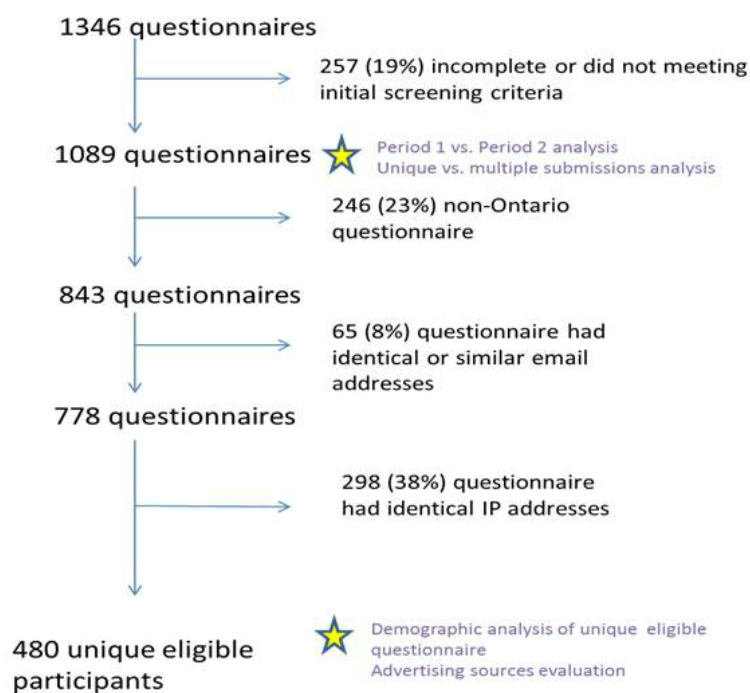 1346 questionnaires
257 (19%) incomplete or did not meeting
initial screening criteria
1089 questionnaires
Period 1 vs. Period 2 analysis
Unique vs. multiple submissions analysis
246 (23%) non-Ontario
questionnaire
843 questionnaires
65 (8%) questionnaire had
identical or similar email
addresses
778 questionnaires
298 (38%) questionnaire
had identical IP addresses
480 unique eligible
participants
Demographic analysis of unique eligible
questionnaire
Advertising sources evaluation